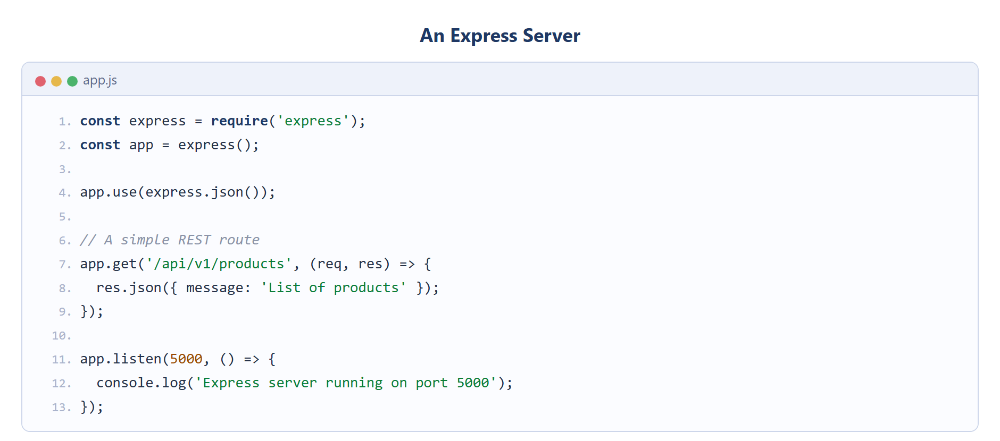 An Express Server
app.js
1. const express = require('express');
2. const app = express();
3.
4. app.use(express.json());
5.
6. // A simple REST route
7. app.get('/api/v1/products', (req, res) => {
8.   res.json({ message: 'List of products' });
9. });
10.
11. app.listen(5000, () => {
12.   console.log('Express server running on port 5000');
13. });